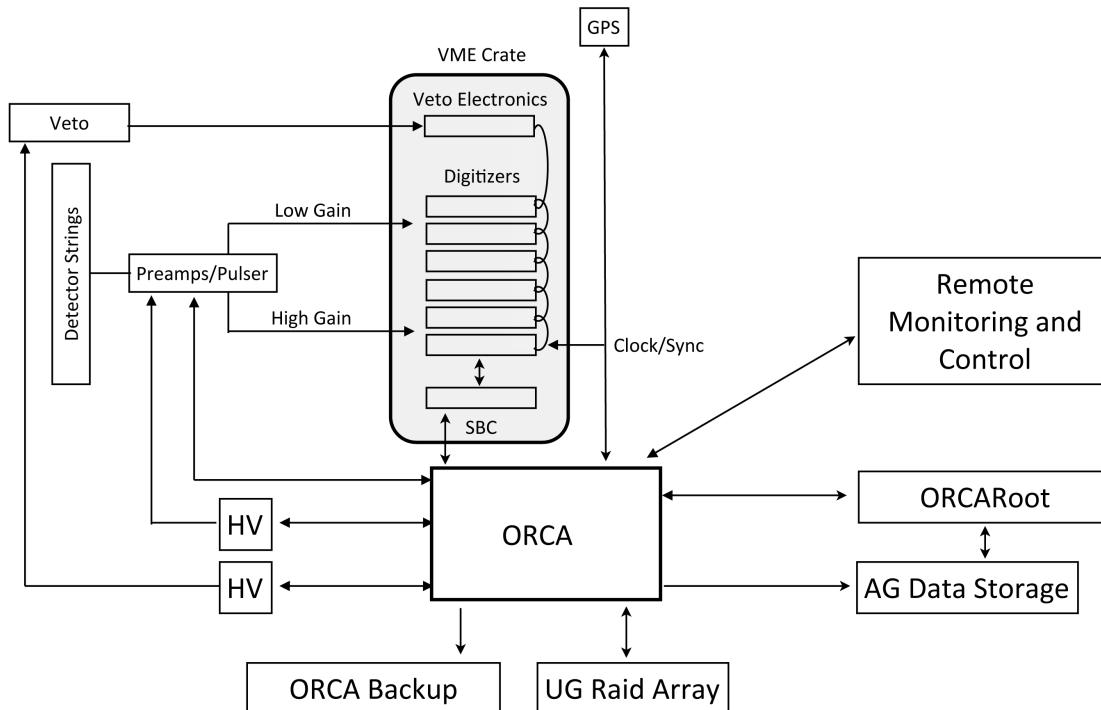 GPS
VME Crate
Veto Electronics
Veto
Digitizers
Detector Strings
Low Gain
Preamps/Pulser
High Gain
Clock/Sync
Remote
Monitoring and
Control
SBC
HV
ORCA
ORCARoot
HV
AG Data Storage
ORCA Backup
UG Raid Array